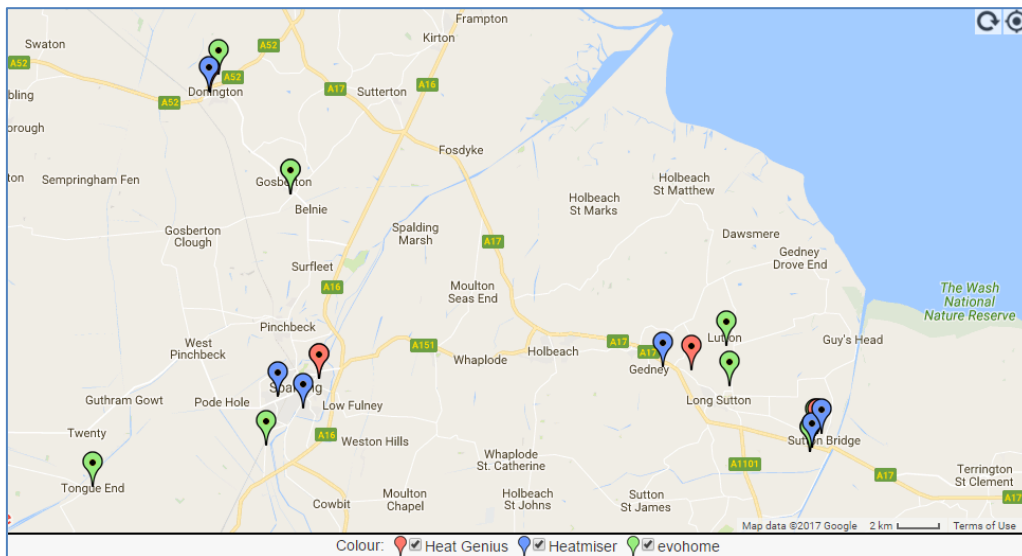 Swaton
Frampton
Kirton
A52
A52
A52
Donington
A52
A16
A17
Sutterton
Fosdyke
Sempringham Fen
Gosberton
Belnie
Holbeach
St Matthew
Holbeach
St Marks
Gosberton
Clough
Spalding
Marsh
Dawsmere
A17
Gedney
Drove End
Surfleet
A16
Moulton
Seas End
The Wash
National
Nature Reserve
Pinchbeck
West
Pinchbeck
A151
Whaplode
Holbeach
A17
A17
Gedney
Lutton
Guy's Head
Spalding
Guthram Gowt
Pode Hole
Low Fulney
Long Sutton
Twenty
A16
Weston Hills
Sutton Bridge
Whaplode
St. Catherine
A1101
A17
Terrington
St Clement
Tongue End
Cowbit
Moulton
Chapel
Holbeach
St Johns
Sutton
St James
A17
Map data ©2017 Google 2 km Terms of Use
Colour: Heat Genius Heatmiser evohome